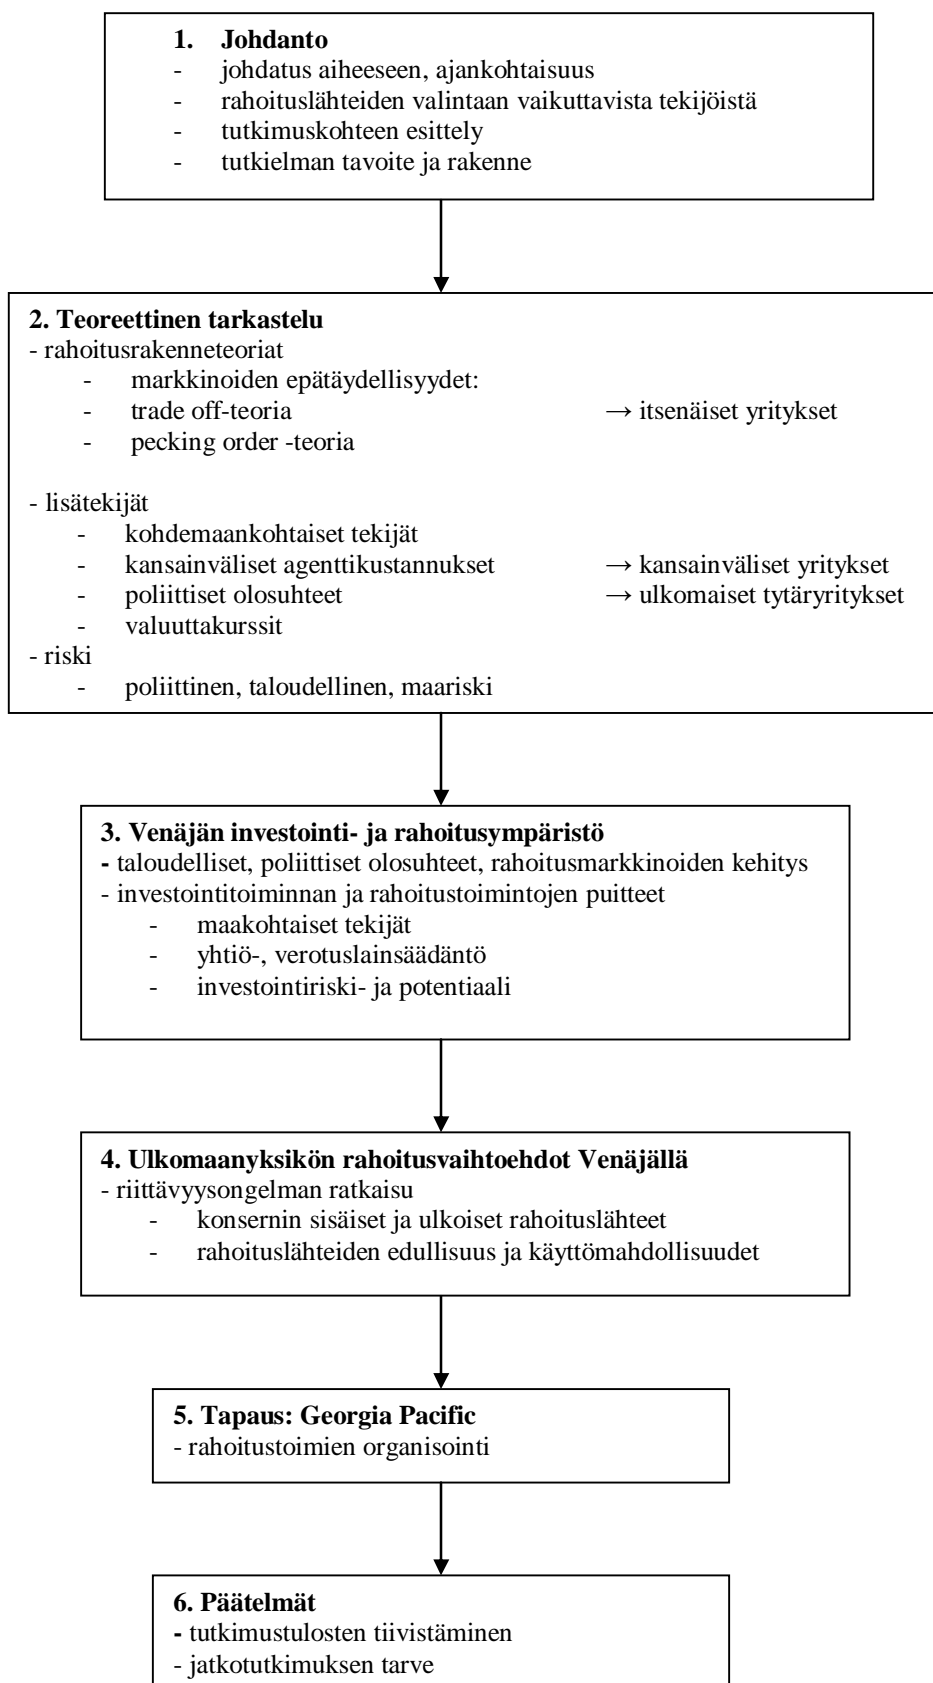 1. Johdanto
- johdatus aiheeseen, ajankohtaisuus
- rahoituslähteiden valintaan vaikuttavista tekijöistä
- tutkimuskohteen esittely
- tutkielman tavoite ja rakenne
2. Teoreettinen tarkastelu
- rahoitusrakenneteoriat
- markkinoiden epätäydellisyydet:
- trade off-teoria → itsenäiset yritykset
- pecking order -teoria
- lisätekijät
- kohdemaankohtaiset tekijät
- kansainväliset agenttikustannukset → kansainväliset yritykset
- poliittiset olosuhteet → ulkomaiset tytäryritykset
- valuuttakurssit
- riski
- poliittinen, taloudellinen, maariski
3. Venäjän investointi- ja rahoitusympäristö
- taloudelliset, poliittiset olosuhteet, rahoitusmarkkinoiden kehitys
- investointitoiminnan ja rahoitustoimintojen puitteet
- maakohtaiset tekijät
- yhtiö-, verotuslainsäädäntö
- investointiriski- ja potentiaali
4. Ulkomaanyksikön rahoitusvaihtoehdot Venäjällä
- riittävyysongelman ratkaisu
- konsernin sisäiset ja ulkoiset rahoituslähteet
- rahoituslähteiden edullisuus ja käyttömahdollisuudet
5. Tapaus: Georgia Pacific
- rahoitustoimien organisointi
6. Päätelmät
- tutkimustulosten tiivistäminen
- jatkotutkimuksen tarve